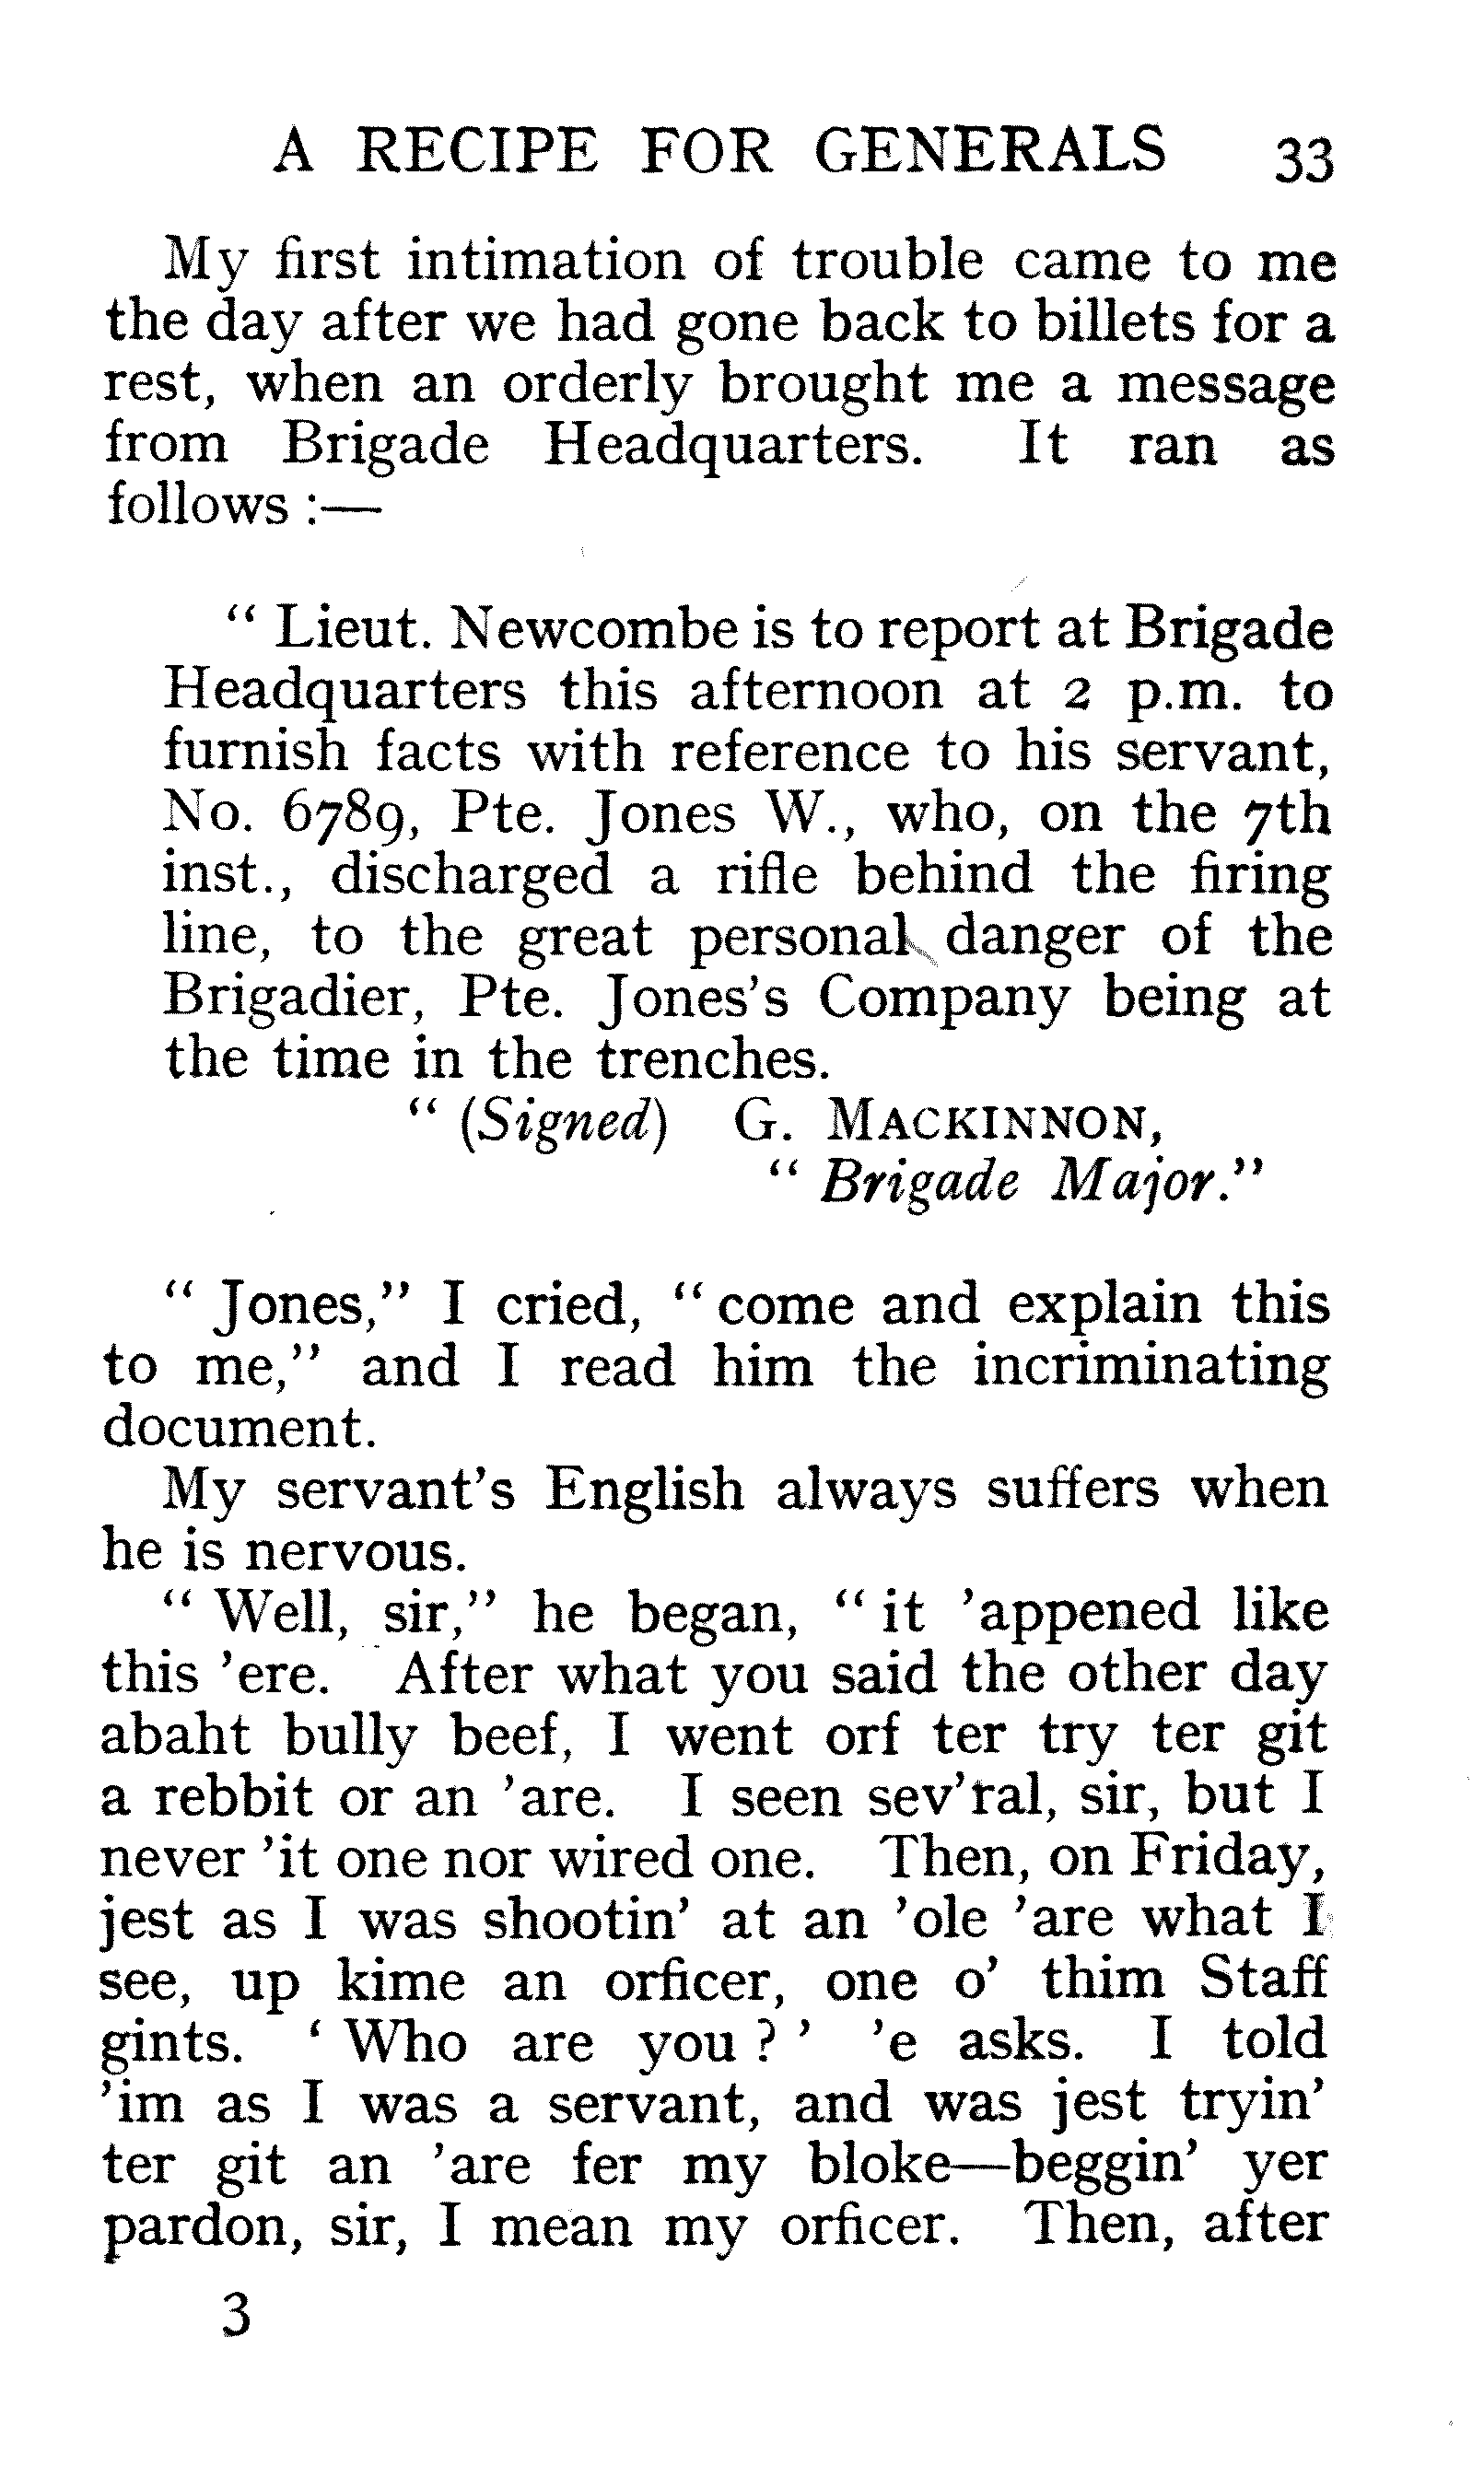 A RECIPE FOR GENERALS 33
My first intimation of trouble came to me
the day after we had gone back to billets for a
rest, when an orderly brought me a message
from Brigade Headquarters. It ran as
follows :—
“ Lieut. Newcombe is to report at Brigade
Headquarters this afternoon at 2 p.m. to
furnish facts with reference to his servant,
No. 6789, Pte. Jones W., who, on the 7th
inst., discharged a rifle behind the firing
line, to the great personal danger of the
Brigadier, Pte. Jones's Company being at
the time in the trenches.
“ (Signed) G. MACKINNON,
“ Brigade Major.”
“ Jones,” I cried, “ come and explain this
to me,” and I read him the incriminating
document.
My servant's English always suffers when
he is nervous.
“ Well, sir,” he began, “ it 'appened like
this 'ere. After what you said the other day
abaht bully beef, I went orf ter try ter git
a rebbit or an 'are. I seen sev'ral, sir, but I
never 'it one nor wired one. Then, on Friday,
jest as I was shootin' at an 'ole 'are what I
see, up kime an orficer, one o' thim Staff
gints. ‘ Who are you ? ’ 'e asks. I told
'im as I was a servant, and was jest tryin'
ter git an 'are fer my bloke—beggin' yer
pardon, sir, I mean my orficer. Then, after
3